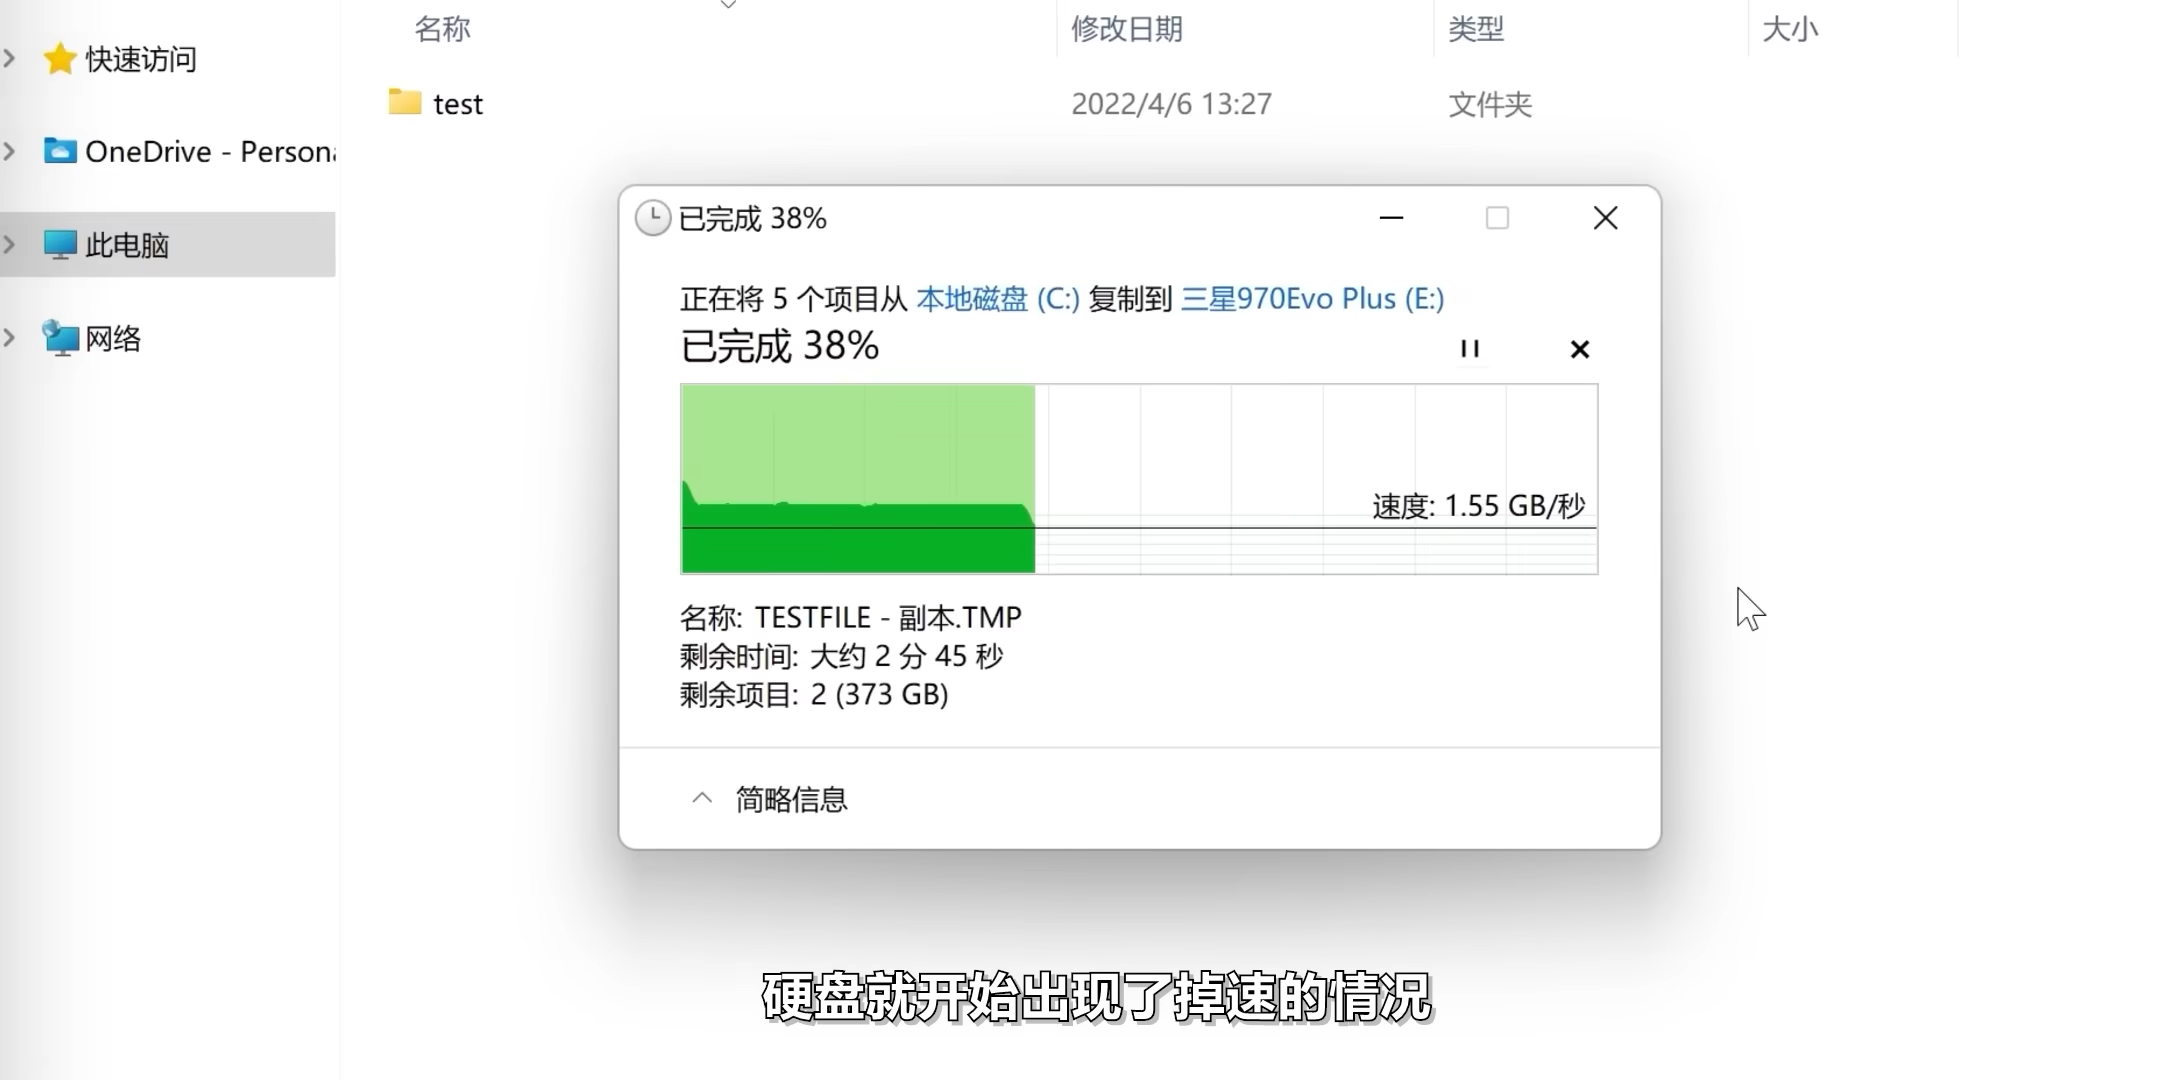 名称 修改日期 类型 大小
快速访问
test 2022/4/6 13:27 文件夹
OneDrive - Persona
此电脑
网络
已完成 38%
正在将 5 个项目从 本地磁盘 (C:) 复制到 三星970Evo Plus (E:)
已完成 38%
速度: 1.55 GB/秒
名称: TESTFILE - 副本.TMP
剩余时间: 大约 2 分 45 秒
剩余项目: 2 (373 GB)
简略信息
硬盘就开始出现了掉速的情况